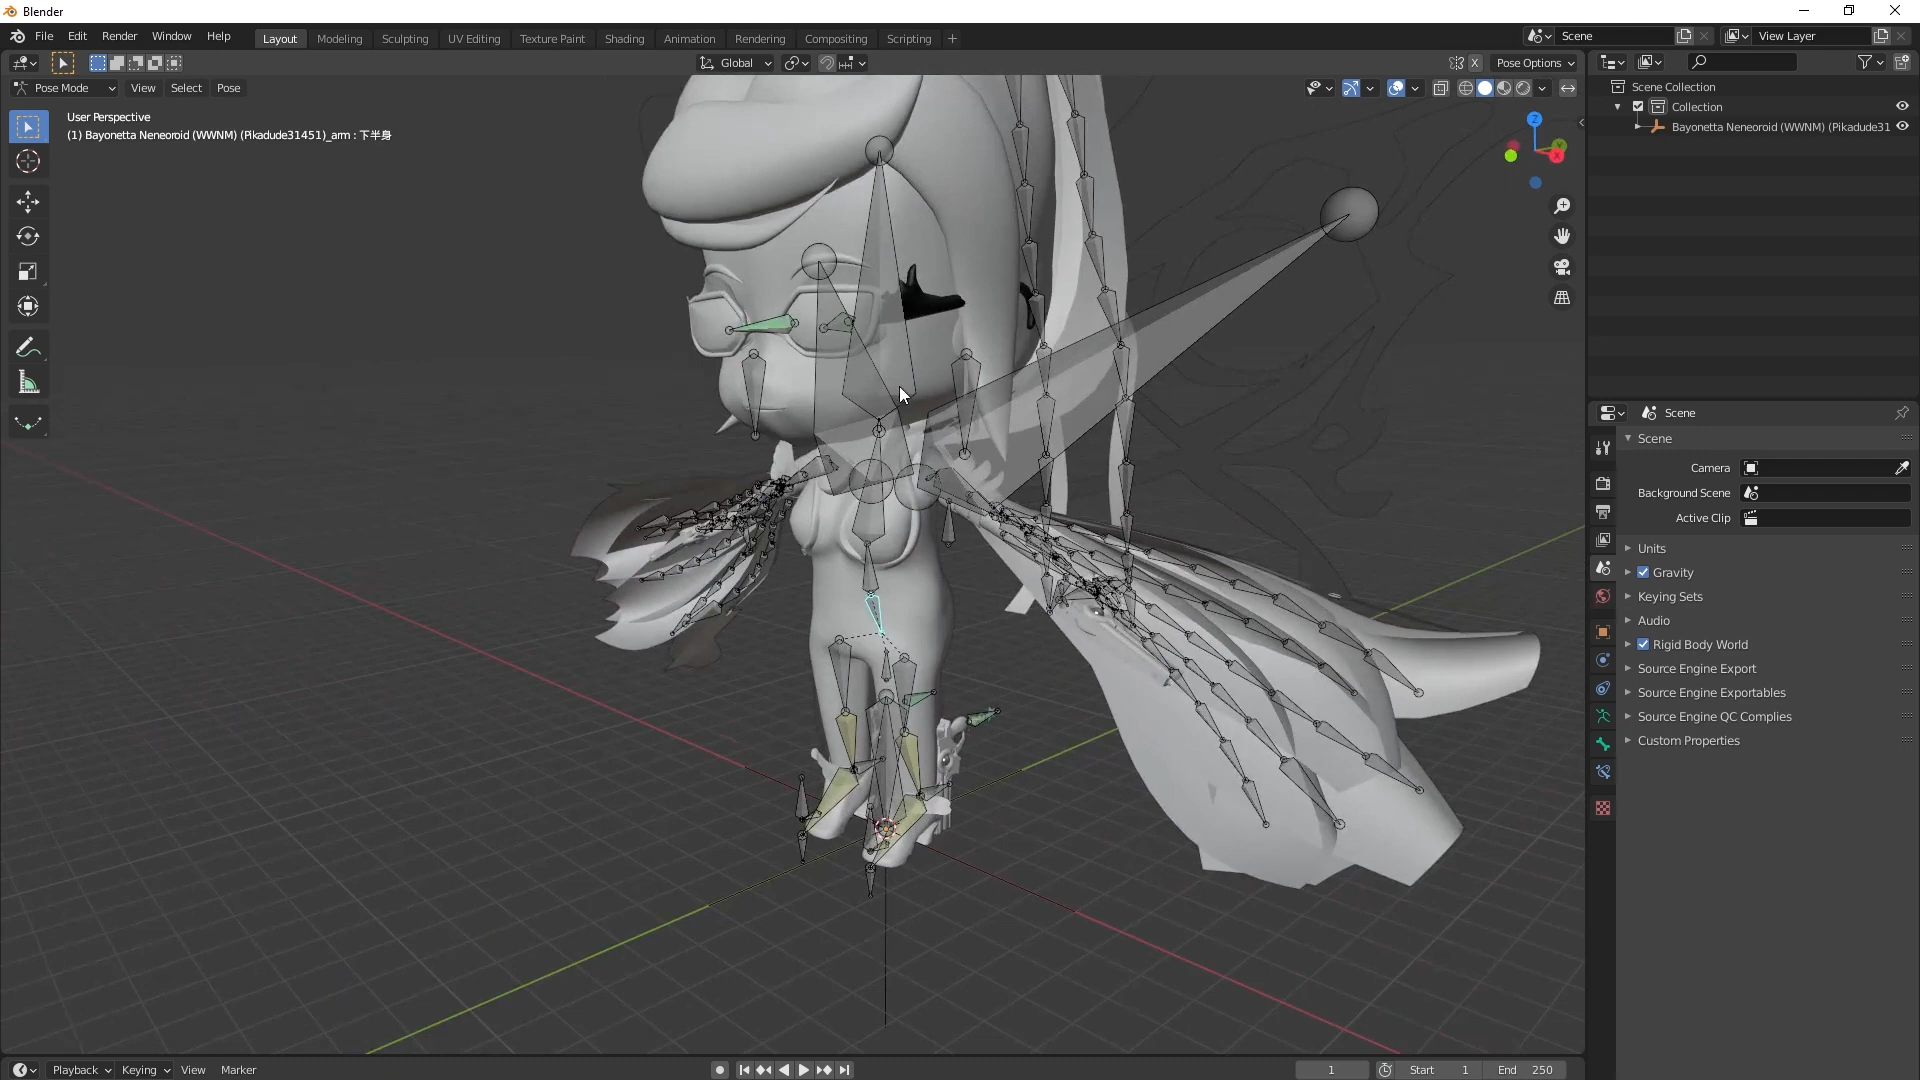 Blender
File Edit Render Window Help
Layout Modeling Sculpting UV Editing Texture Paint Shading Animation Rendering Compositing Scripting +
Scene
View Layer
Global
Pose Options
X
Pose Mode View Select Pose
User Perspective
(1) Bayonetta Neneoroid (WWNM) (Pikadude31451)_arm : 下半身
Z
Y
X
Scene Collection
Collection
Bayonetta Neneoroid (WWNM) (Pikadude31
Scene
Scene
Camera
Background Scene
Active Clip
Units
Gravity
Keying Sets
Audio
Rigid Body World
Source Engine Export
Source Engine Exportables
Source Engine QC Complies
Custom Properties
Playback Keying View Marker
1
Start 1
End 250